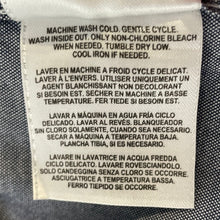 MACHINE WASH COLD. GENTLE CYCLE.
WASH INSIDE OUT. ONLY NON-CHLORINE BLEACH
WHEN NEEDED. TUMBLE DRY LOW.
COOL IRON IF NEEDED.
LAVER EN MACHINE A FROID CYCLE DELICAT.
LAVER A L'ENVERS. UTILISER UNIQUEMENT UN
AGENT BLANCHISSANT NON DECOLORANT
SI BESOIN EST. SECHER EN MACHINE A BASSE
TEMPERATURE. FER TIEDE SI BESOIN EST.
LAVAR A MÁQUINA EN AGUA FRÍA CICLO
DELICADO. LAVAR AL REVÉS. BLANQUEAR
SOLO SIN CLORO, SOLAMENTE CUANDO SEA NECESARIO.
SECAR A MÁQUINA A TEMPERATURA BAJA.
PLANCHA TIBIA, SI ES NECESARIO.
LAVARE IN LAVATRICE IN ACQUA FREDDA
CICLO DELICATO. LAVARE ROVESCIANDOLO.
SOLO CANDEGGINA SENZA CLORO SE OCCORRE.
ASCIUGATRICE A TEMPERATURA BASSA.
FERRO TIEPIDO SE OCCORRE.